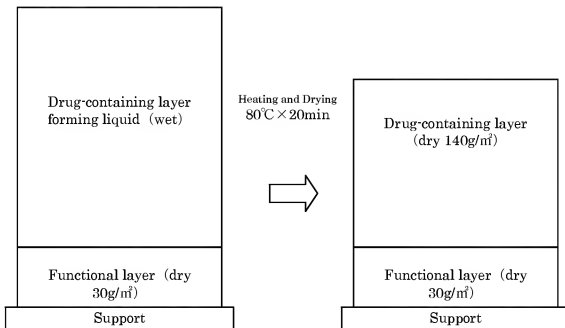 Drug-containing layer
forming liquid (wet)
Functional layer (dry
30g/㎡)
Support
Heating and Drying
80℃×20min
Drug-containing layer
(dry 140g/㎡)
Functional layer (dry
30g/㎡)
Support